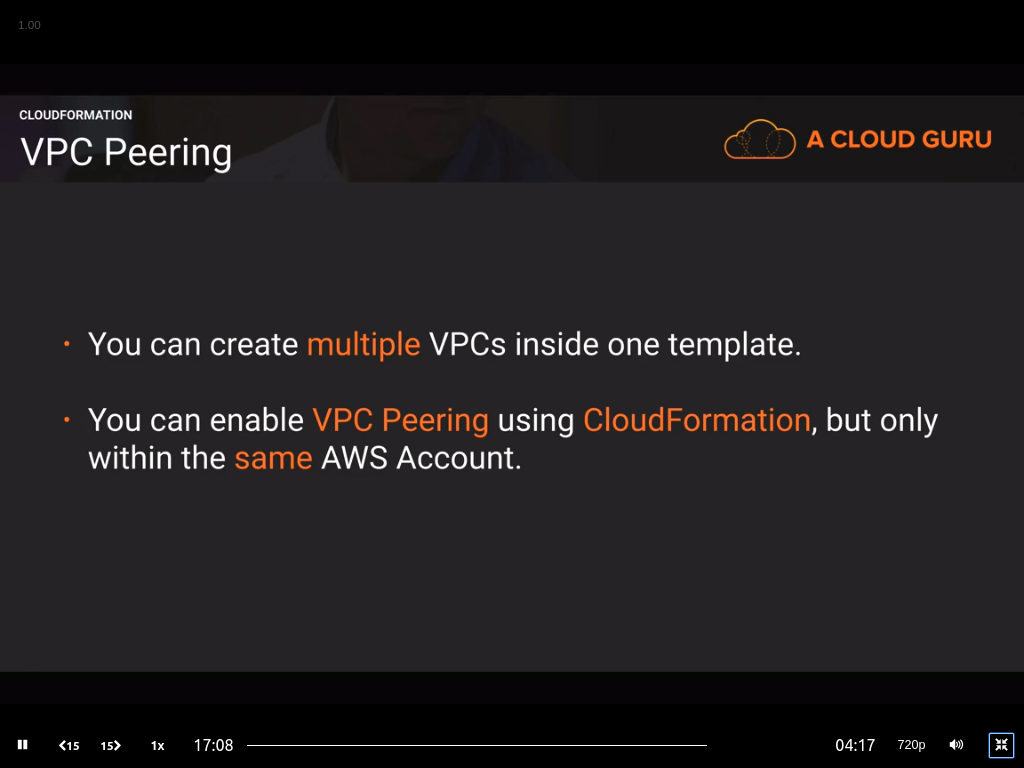 1.00
CLOUDFORMATION
VPC Peering
A CLOUD GURU
• You can create multiple VPCs inside one template.
• You can enable VPC Peering using CloudFormation, but only
within the same AWS Account.
15 15 1x 17:08 04:17 720p